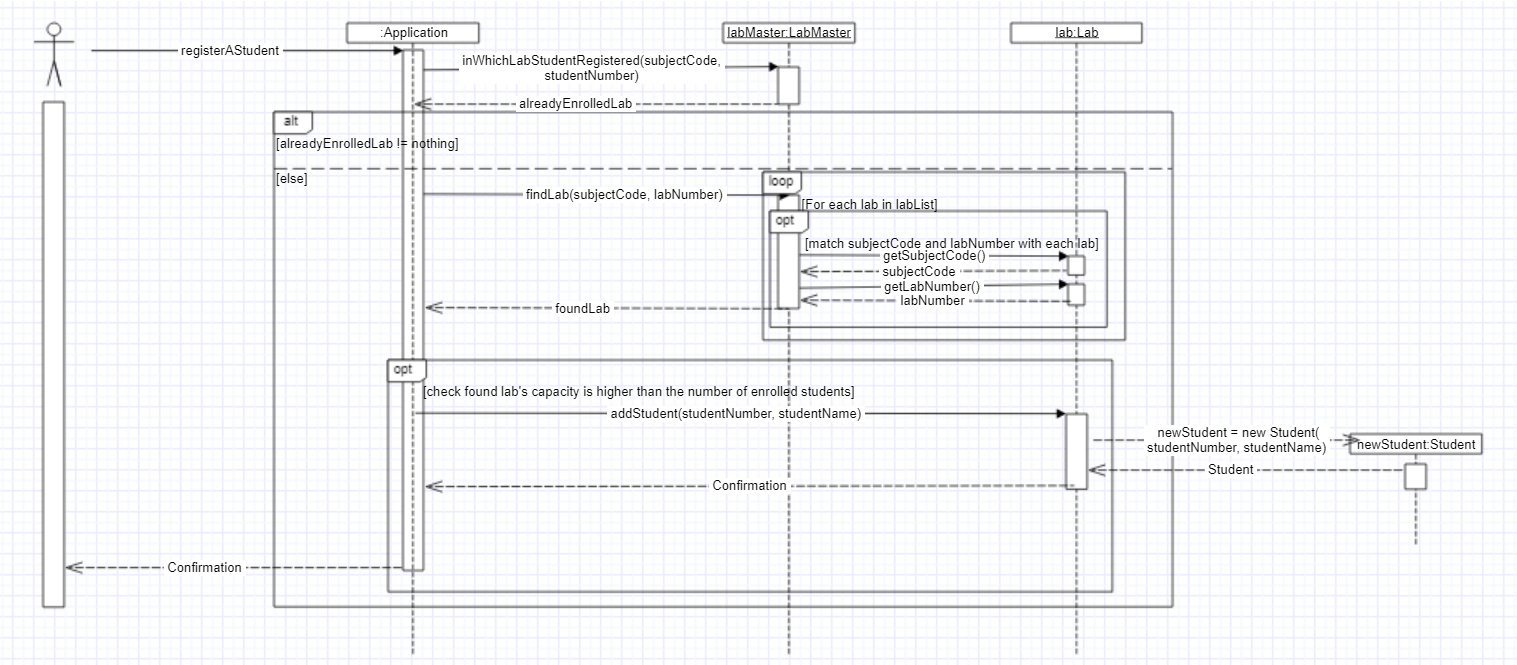 :Application
labMaster:LabMaster
lab:Lab
registerAStudent
inWhichLabStudentRegistered(subjectCode,
studentNumber)
alreadyEnrolledLab
alt
[alreadyEnrolledLab != nothing]
[else]
loop
findLab(subjectCode, labNumber)
[For each lab in labList]
opt
[match subjectCode and labNumber with each lab]
getSubjectCode()
subjectCode
getLabNumber()
labNumber
foundLab
opt
[check found lab's capacity is higher than the number of enrolled students]
addStudent(studentNumber, studentName)
newStudent = new Student(
studentNumber, studentName)
newStudent:Student
Student
Confirmation
Confirmation